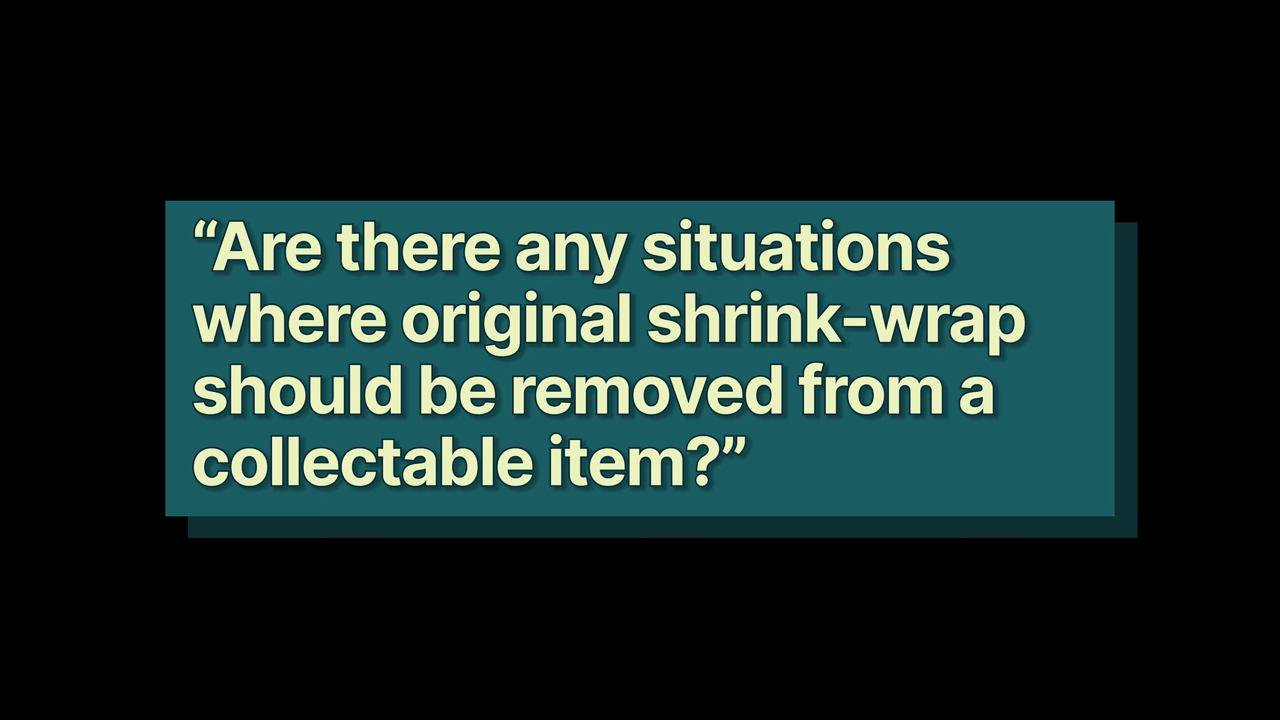 “Are there any situations
where original shrink-wrap
should be removed from a
collectable item?”